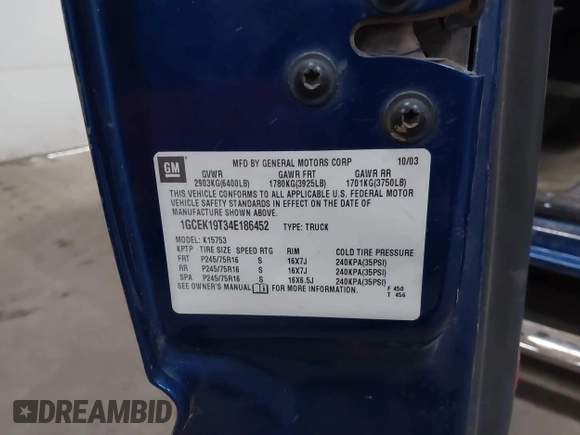 GM
MFD BY GENERAL MOTORS CORP 10/03
GVWR GAWR FRT GAWR RR
2903KG(6400LB) 1780KG(3925LB) 1701KG(3750LB)
THIS VEHICLE CONFORMS TO ALL APPLICABLE U.S. FEDERAL MOTOR
VEHICLE SAFETY STANDARDS IN EFFECT ON THE DATE OF
MANUFACTURE SHOWN ABOVE.
1GCEK19T34E186452 TYPE: TRUCK
MODEL: K15753
KPTP TIRE SIZE SPEED RTG RIM COLD TIRE PRESSURE
FRT P245/75R16 S 16X7J 240KPA(35PSI)
RR P245/75R16 S 16X7J 240KPA(35PSI)
SPA P245/75R16 S 16X6.5J 240KPA(35PSI)
SEE OWNER'S MANUAL FOR MORE INFORMATION. F 450
T 456
DREAMBID